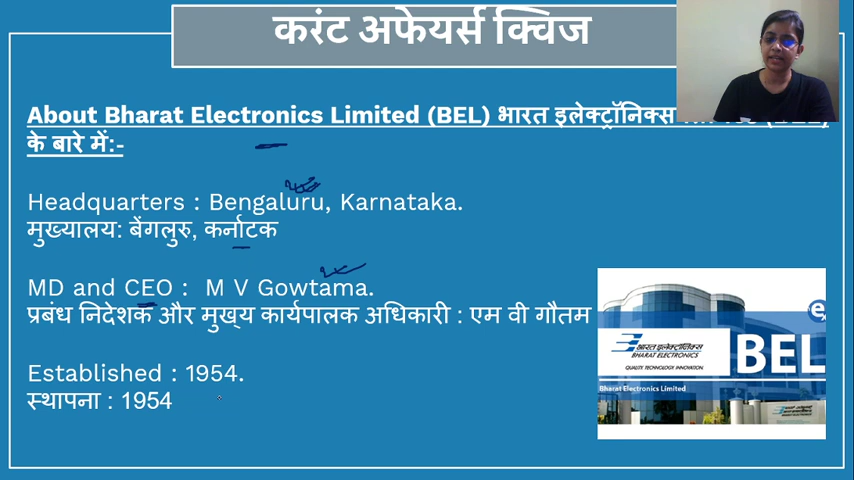 करंट अफेयर्स क्विज
About Bharat Electronics Limited (BEL) भारत इलेक्ट्रॉनिक्स
के बारे में:-
Headquarters : Bengaluru, Karnataka.
मुख्यालय: बेंगलुरु, कर्नाटक
MD and CEO : M V Gowtama.
प्रबंध निदेशक और मुख्य कार्यपालक अधिकारी : एम वी गौतम
Established : 1954.
स्थापना : 1954
भारत इलेक्ट्रॉनिक्स
BHARAT ELECTRONICS
QUALITY. TECHNOLOGY. INNOVATION
BEL
Bharat Electronics Limited